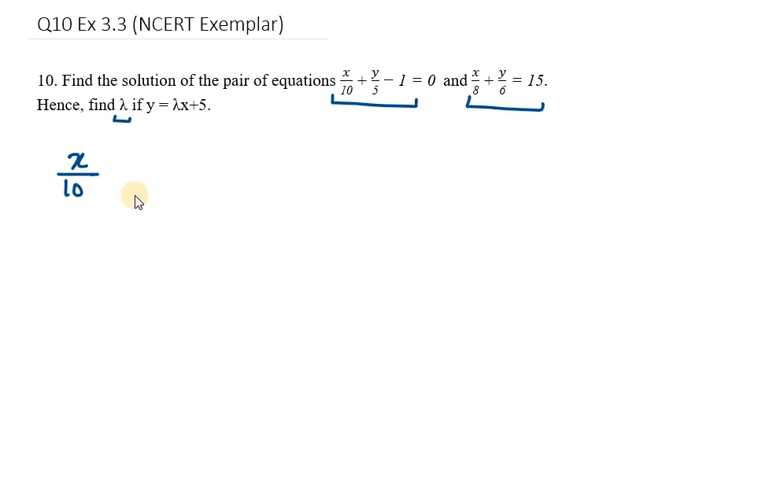 Q10 Ex 3.3 (NCERT Exemplar)
10. Find the solution of the pair of equations x/10 + y/5 − 1 = 0 and x/8 + y/6 = 15.
Hence, find λ if y = λx+5.
x/10